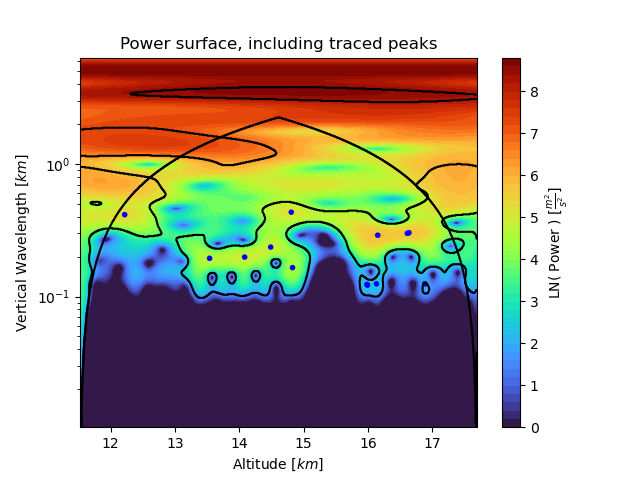 Power surface, including traced peaks
Vertical Wavelength [km]
10⁰
10⁻¹
12 13 14 15 16 17
Altitude [km]
8
7
6
5
4
3
2
1
0
LN( Power ) [m²/s²]